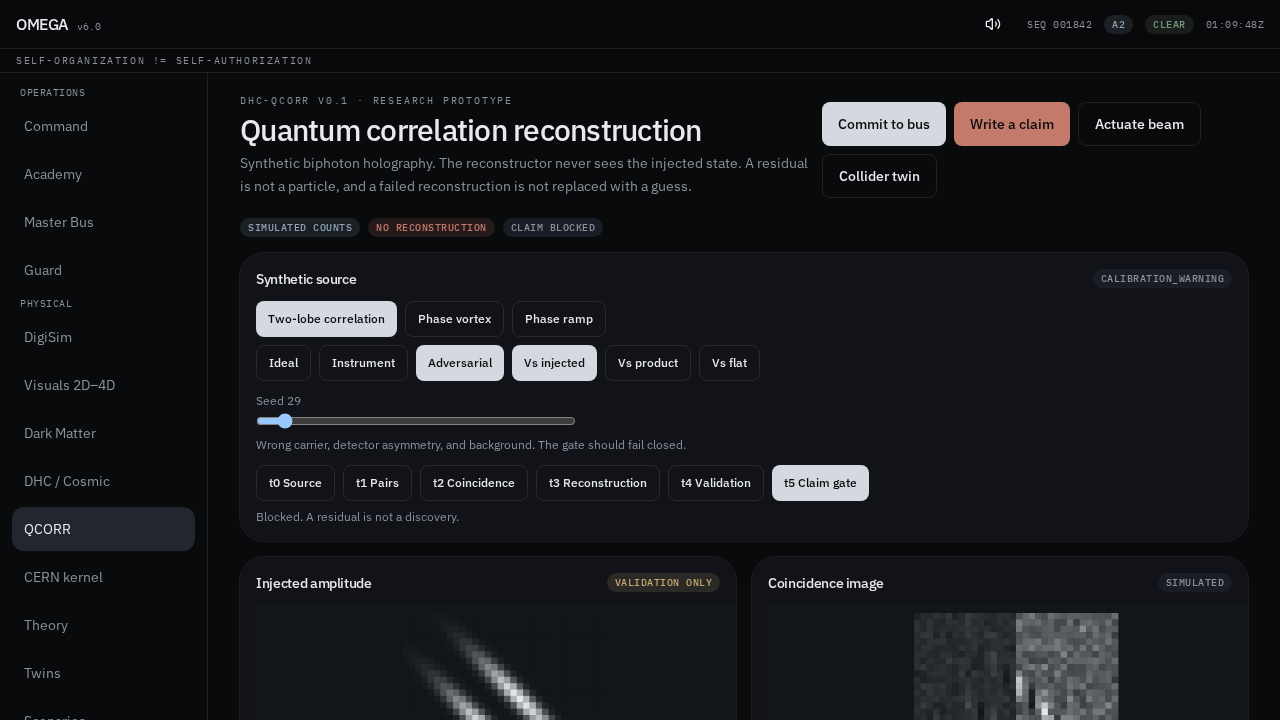 OMEGA v6.0
SEQ 001842 A2 CLEAR 01:09:48Z
SELF-ORGANIZATION != SELF-AUTHORIZATION
OPERATIONS
Command
Academy
Master Bus
Guard
PHYSICAL
DigiSim
Visuals 2D–4D
Dark Matter
DHC / Cosmic
QCORR
CERN kernel
Theory
Twins
Scenarios
DHC-QCORR V0.1 · RESEARCH PROTOTYPE
Quantum correlation reconstruction
Synthetic biphoton holography. The reconstructor never sees the injected state. A residual
is not a particle, and a failed reconstruction is not replaced with a guess.
Commit to bus Write a claim Actuate beam
Collider twin
SIMULATED COUNTS NO RECONSTRUCTION CLAIM BLOCKED
Synthetic source CALIBRATION_WARNING
Two-lobe correlation Phase vortex Phase ramp
Ideal Instrument Adversarial Vs injected Vs product Vs flat
Seed 29
Wrong carrier, detector asymmetry, and background. The gate should fail closed.
t0 Source t1 Pairs t2 Coincidence t3 Reconstruction t4 Validation t5 Claim gate
Blocked. A residual is not a discovery.
Injected amplitude VALIDATION ONLY
Coincidence image SIMULATED